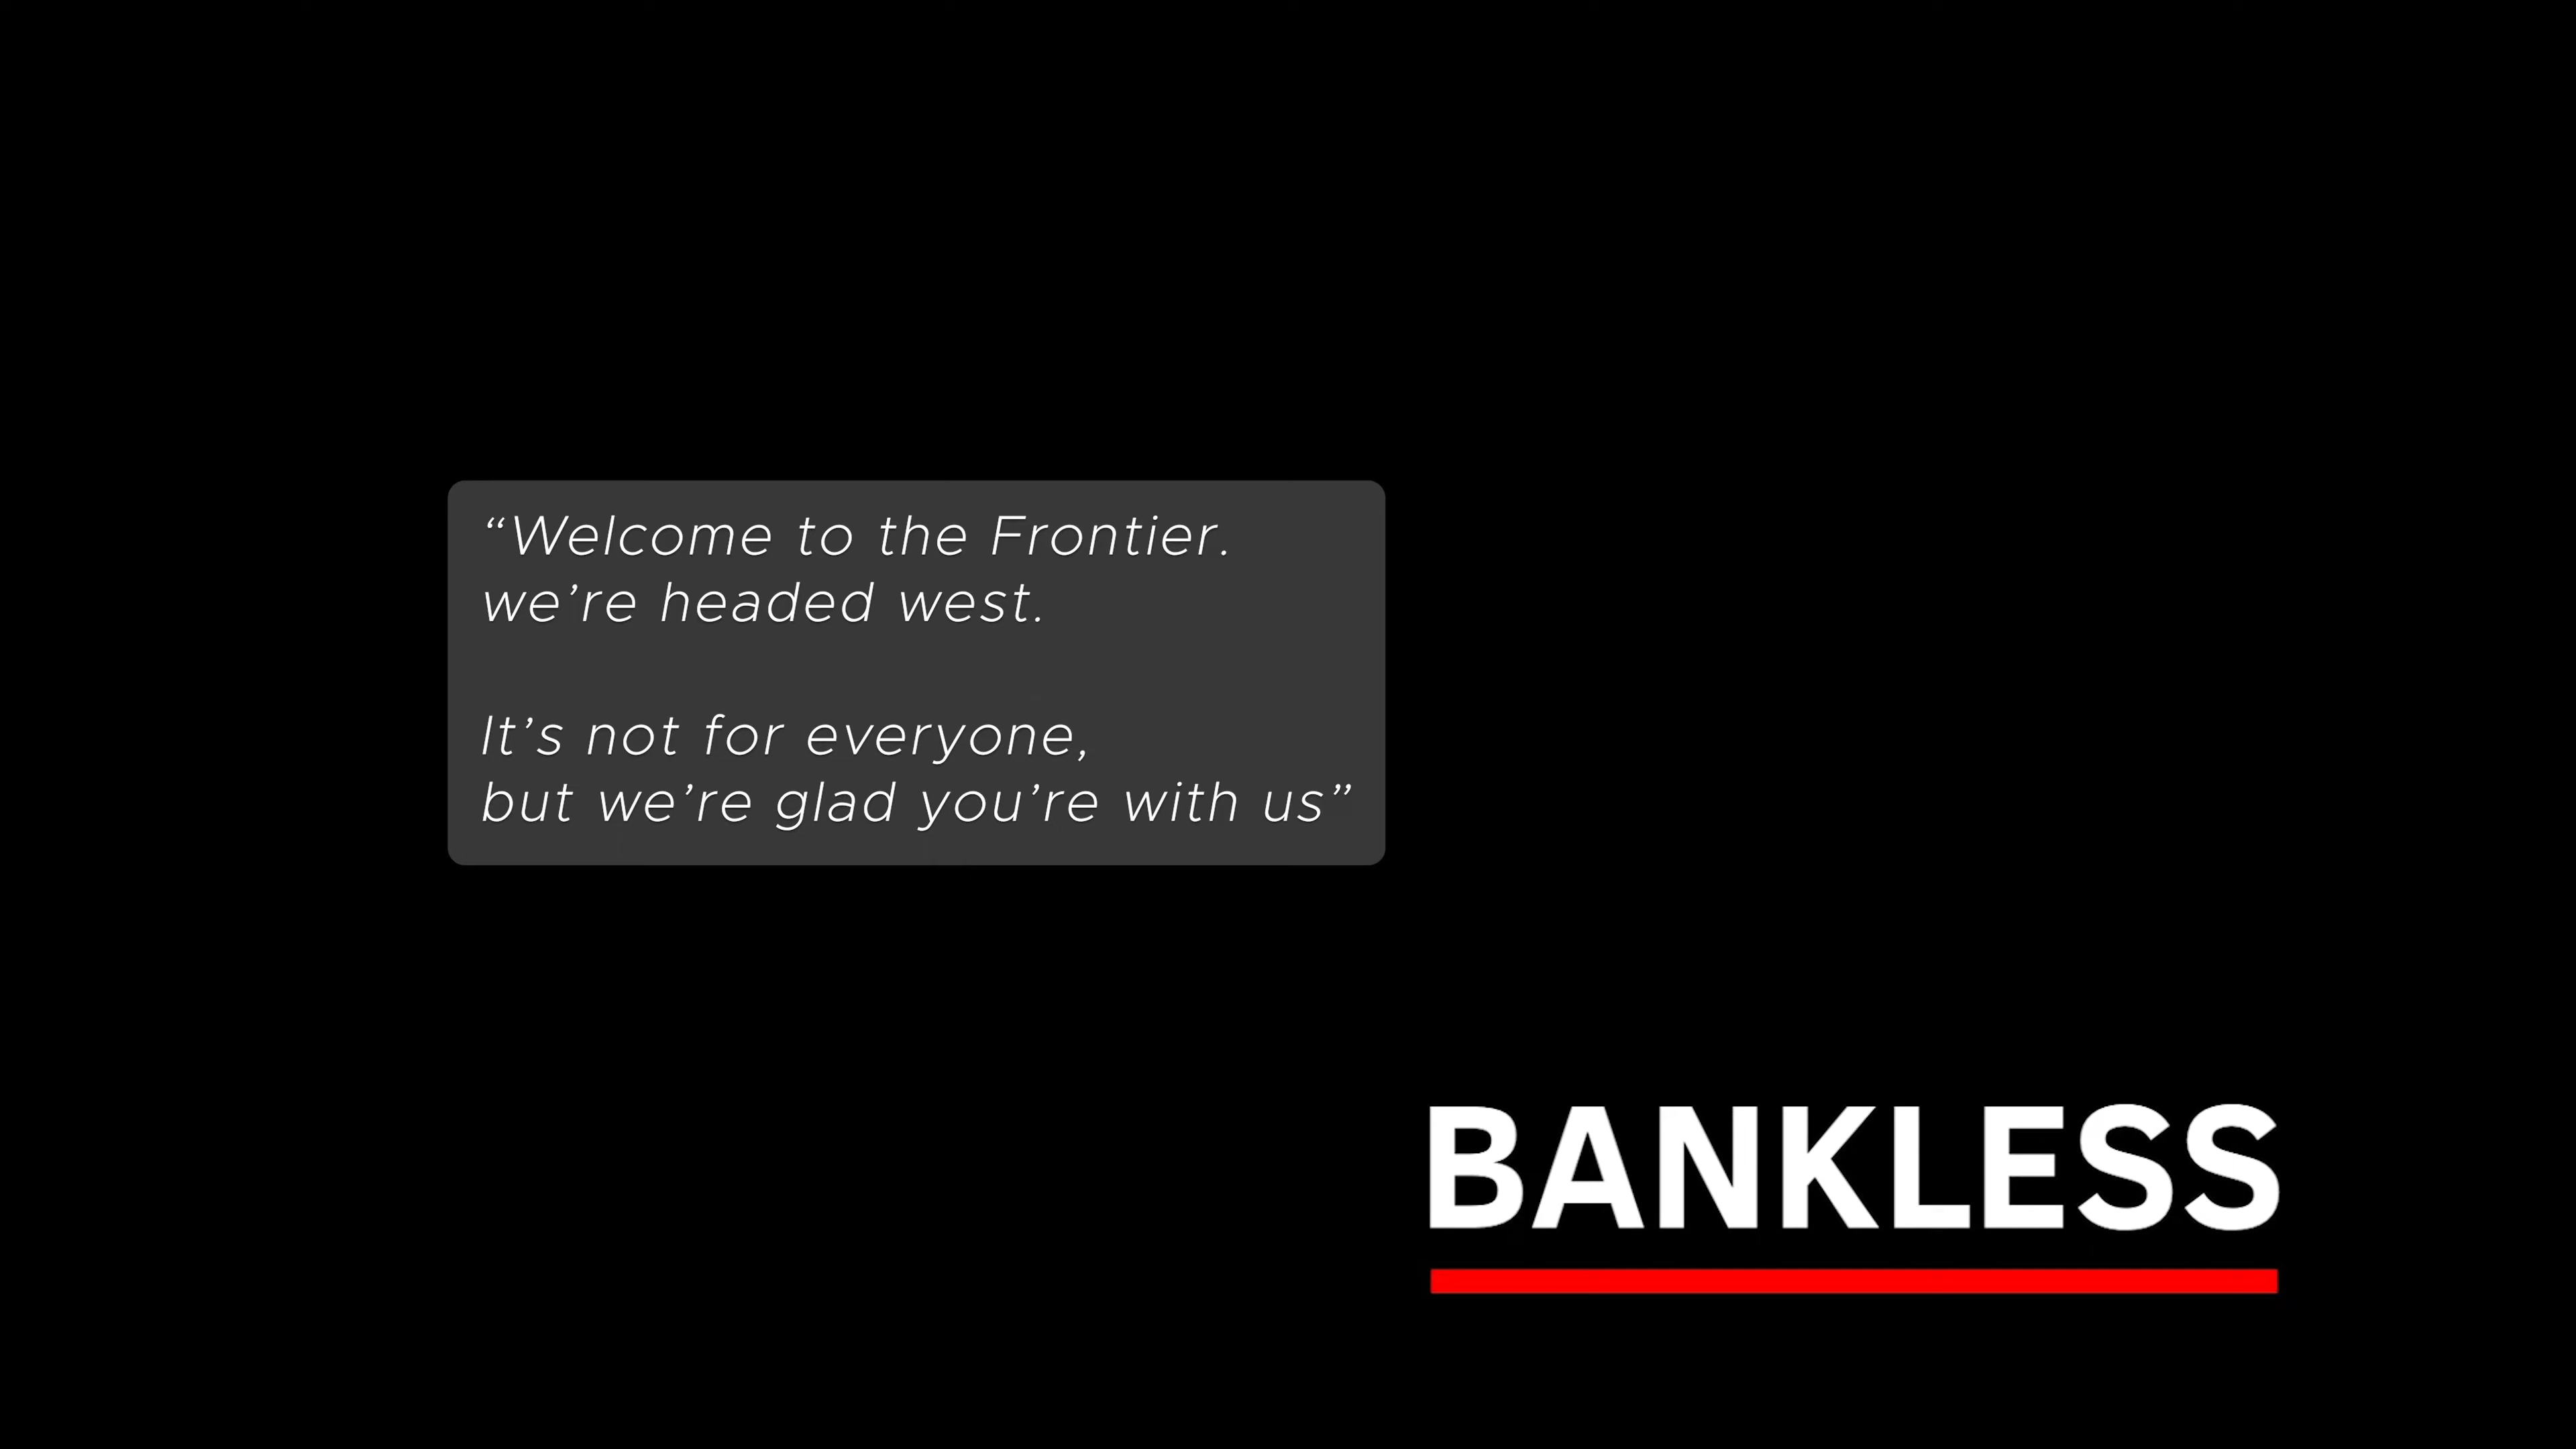 “Welcome to the Frontier.
we’re headed west.
It’s not for everyone,
but we’re glad you’re with us”
BANKLESS